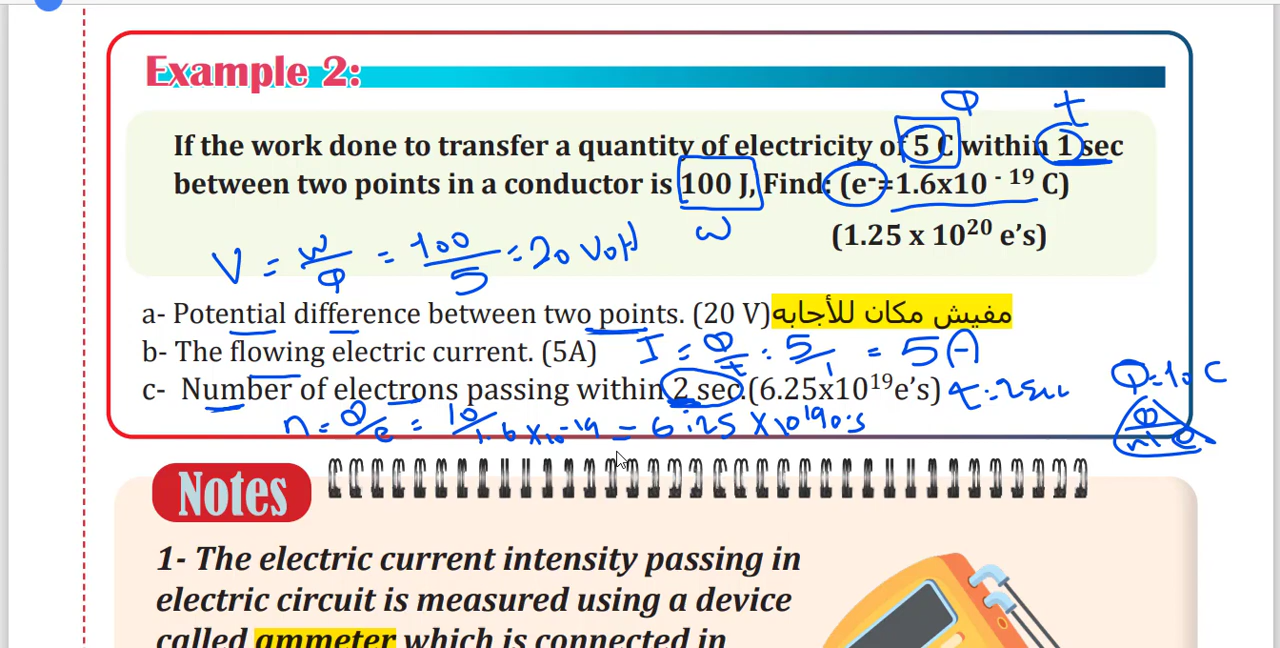 Example 2:
Q t
If the work done to transfer a quantity of electricity of 5 C within 1 sec
between two points in a conductor is 100 J, Find: (e⁻=1.6x10 ⁻ ¹⁹ C)
w
(1.25 x 10²⁰ e's)
V = w/Q = 100/5 = 20 Volt
a- Potential difference between two points. (20 V) مفيش مكان للأجابه
b- The flowing electric current. (5A) I = Q/t = 5/1 = 5A
c- Number of electrons passing within 2 sec.(6.25x10¹⁹e's) t = 2 sec Q = 10 C
n = Q/e = 10/1.6 x 10⁻¹⁹ = 6.25 x 10¹⁹ e's
Q
n e
Notes
1- The electric current intensity passing in
electric circuit is measured using a device
called ammeter which is connected in